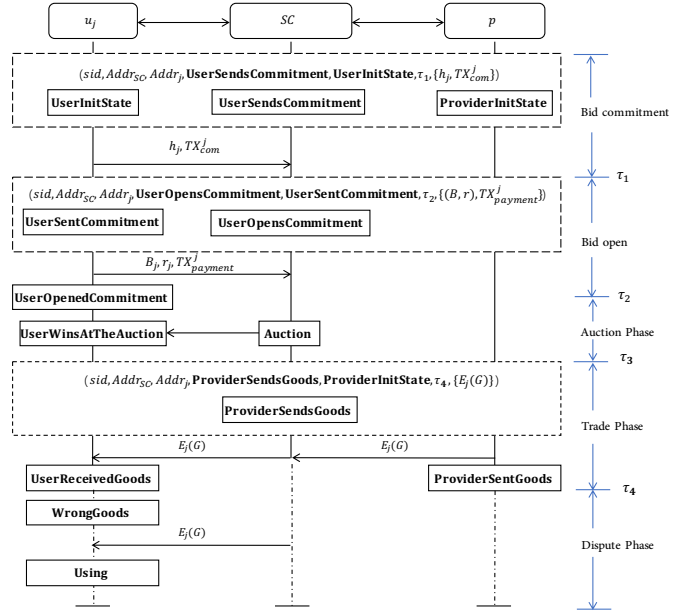 u_j SC p
(sid, Addr_SC, Addr_j, UserSendsCommitment, UserInitState, τ_1, {h_j, TX^j_com})
UserInitState UserSendsCommitment ProviderInitState
Bid commitment
h_j, TX^j_com
τ_1
(sid, Addr_SC, Addr_j, UserOpensCommitment, UserSentCommitment, τ_2, {(B, r), TX^j_payment})
UserSentCommitment UserOpensCommitment
Bid open
B_j, r_j, TX^j_payment
UserOpenedCommitment
τ_2
UserWinsAtTheAuction Auction
Auction Phase
τ_3
(sid, Addr_SC, Addr_j, ProviderSendsGoods, ProviderInitState, τ_4, {E_j(G)})
ProviderSendsGoods
Trade Phase
E_j(G) E_j(G)
UserReceivedGoods ProviderSentGoods
τ_4
WrongGoods
E_j(G)
Dispute Phase
Using